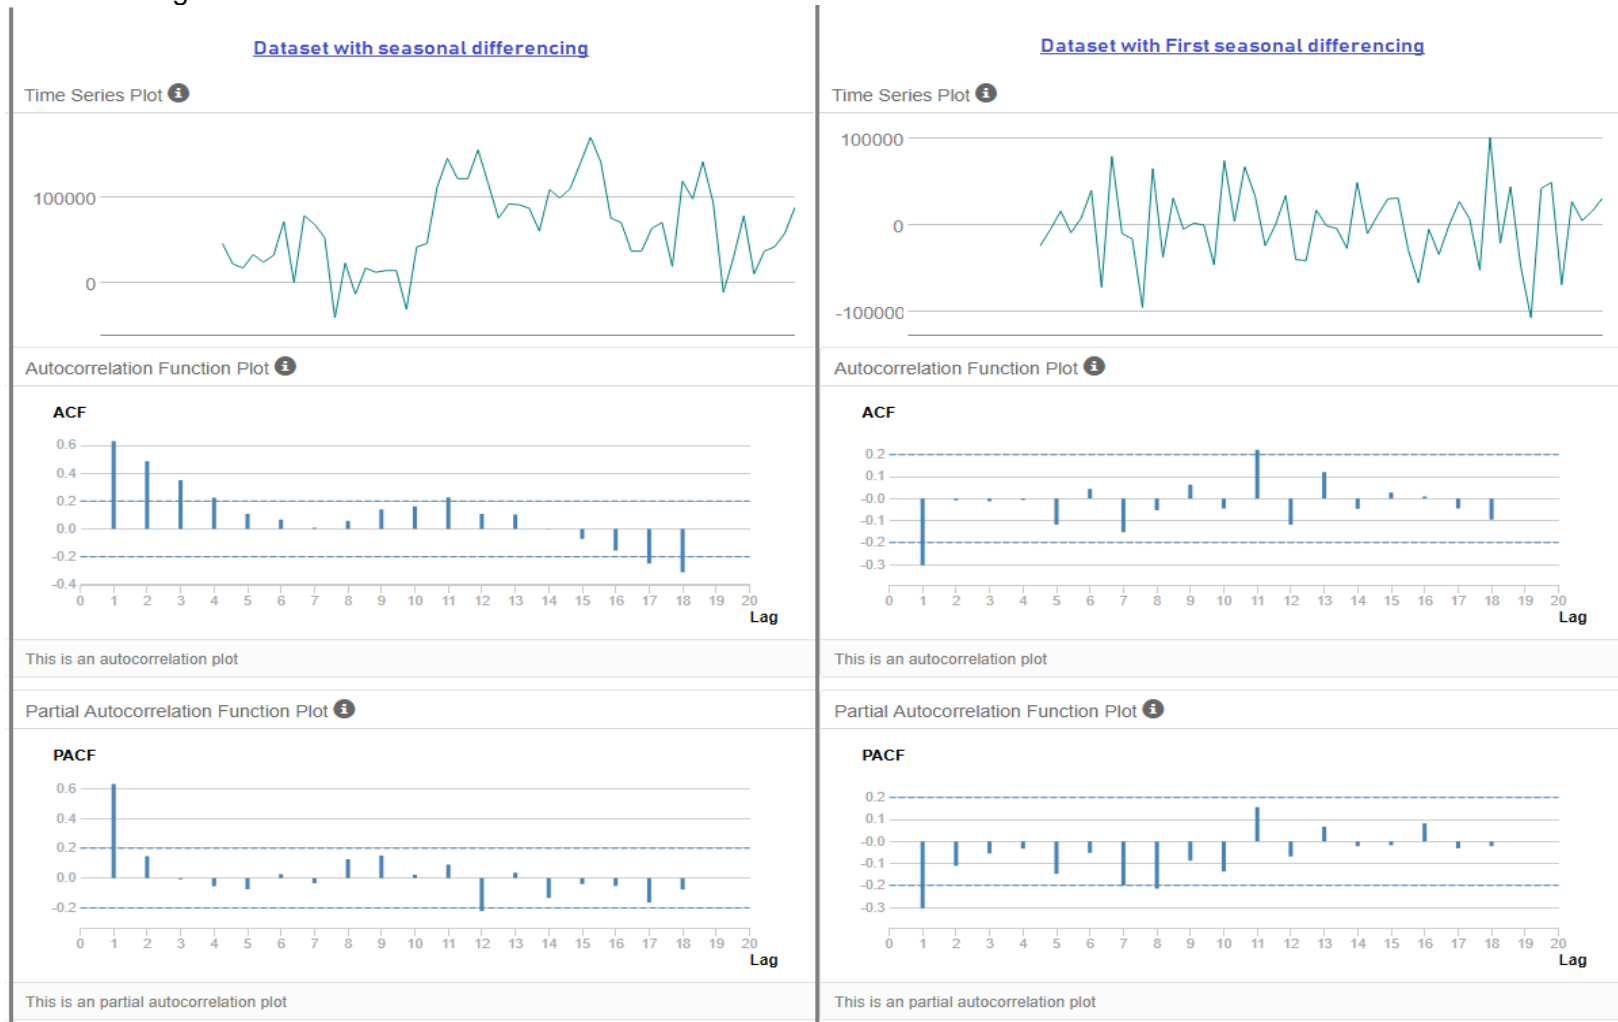 Dataset with seasonal differencing
Time Series Plot
100000
0
Autocorrelation Function Plot
ACF
0.6
0.4
0.2
0.0
-0.2
-0.4
0 1 2 3 4 5 6 7 8 9 10 11 12 13 14 15 16 17 18 19 20
Lag
This is an autocorrelation plot
Partial Autocorrelation Function Plot
PACF
0.6
0.4
0.2
0.0
-0.2
0 1 2 3 4 5 6 7 8 9 10 11 12 13 14 15 16 17 18 19 20
Lag
This is an partial autocorrelation plot
Dataset with First seasonal differencing
Time Series Plot
100000
0
-100000
Autocorrelation Function Plot
ACF
0.2
0.1
-0.0
-0.1
-0.2
-0.3
0 1 2 3 4 5 6 7 8 9 10 11 12 13 14 15 16 17 18 19 20
Lag
This is an autocorrelation plot
Partial Autocorrelation Function Plot
PACF
0.2
0.1
-0.0
-0.1
-0.2
-0.3
0 1 2 3 4 5 6 7 8 9 10 11 12 13 14 15 16 17 18 19 20
Lag
This is an partial autocorrelation plot